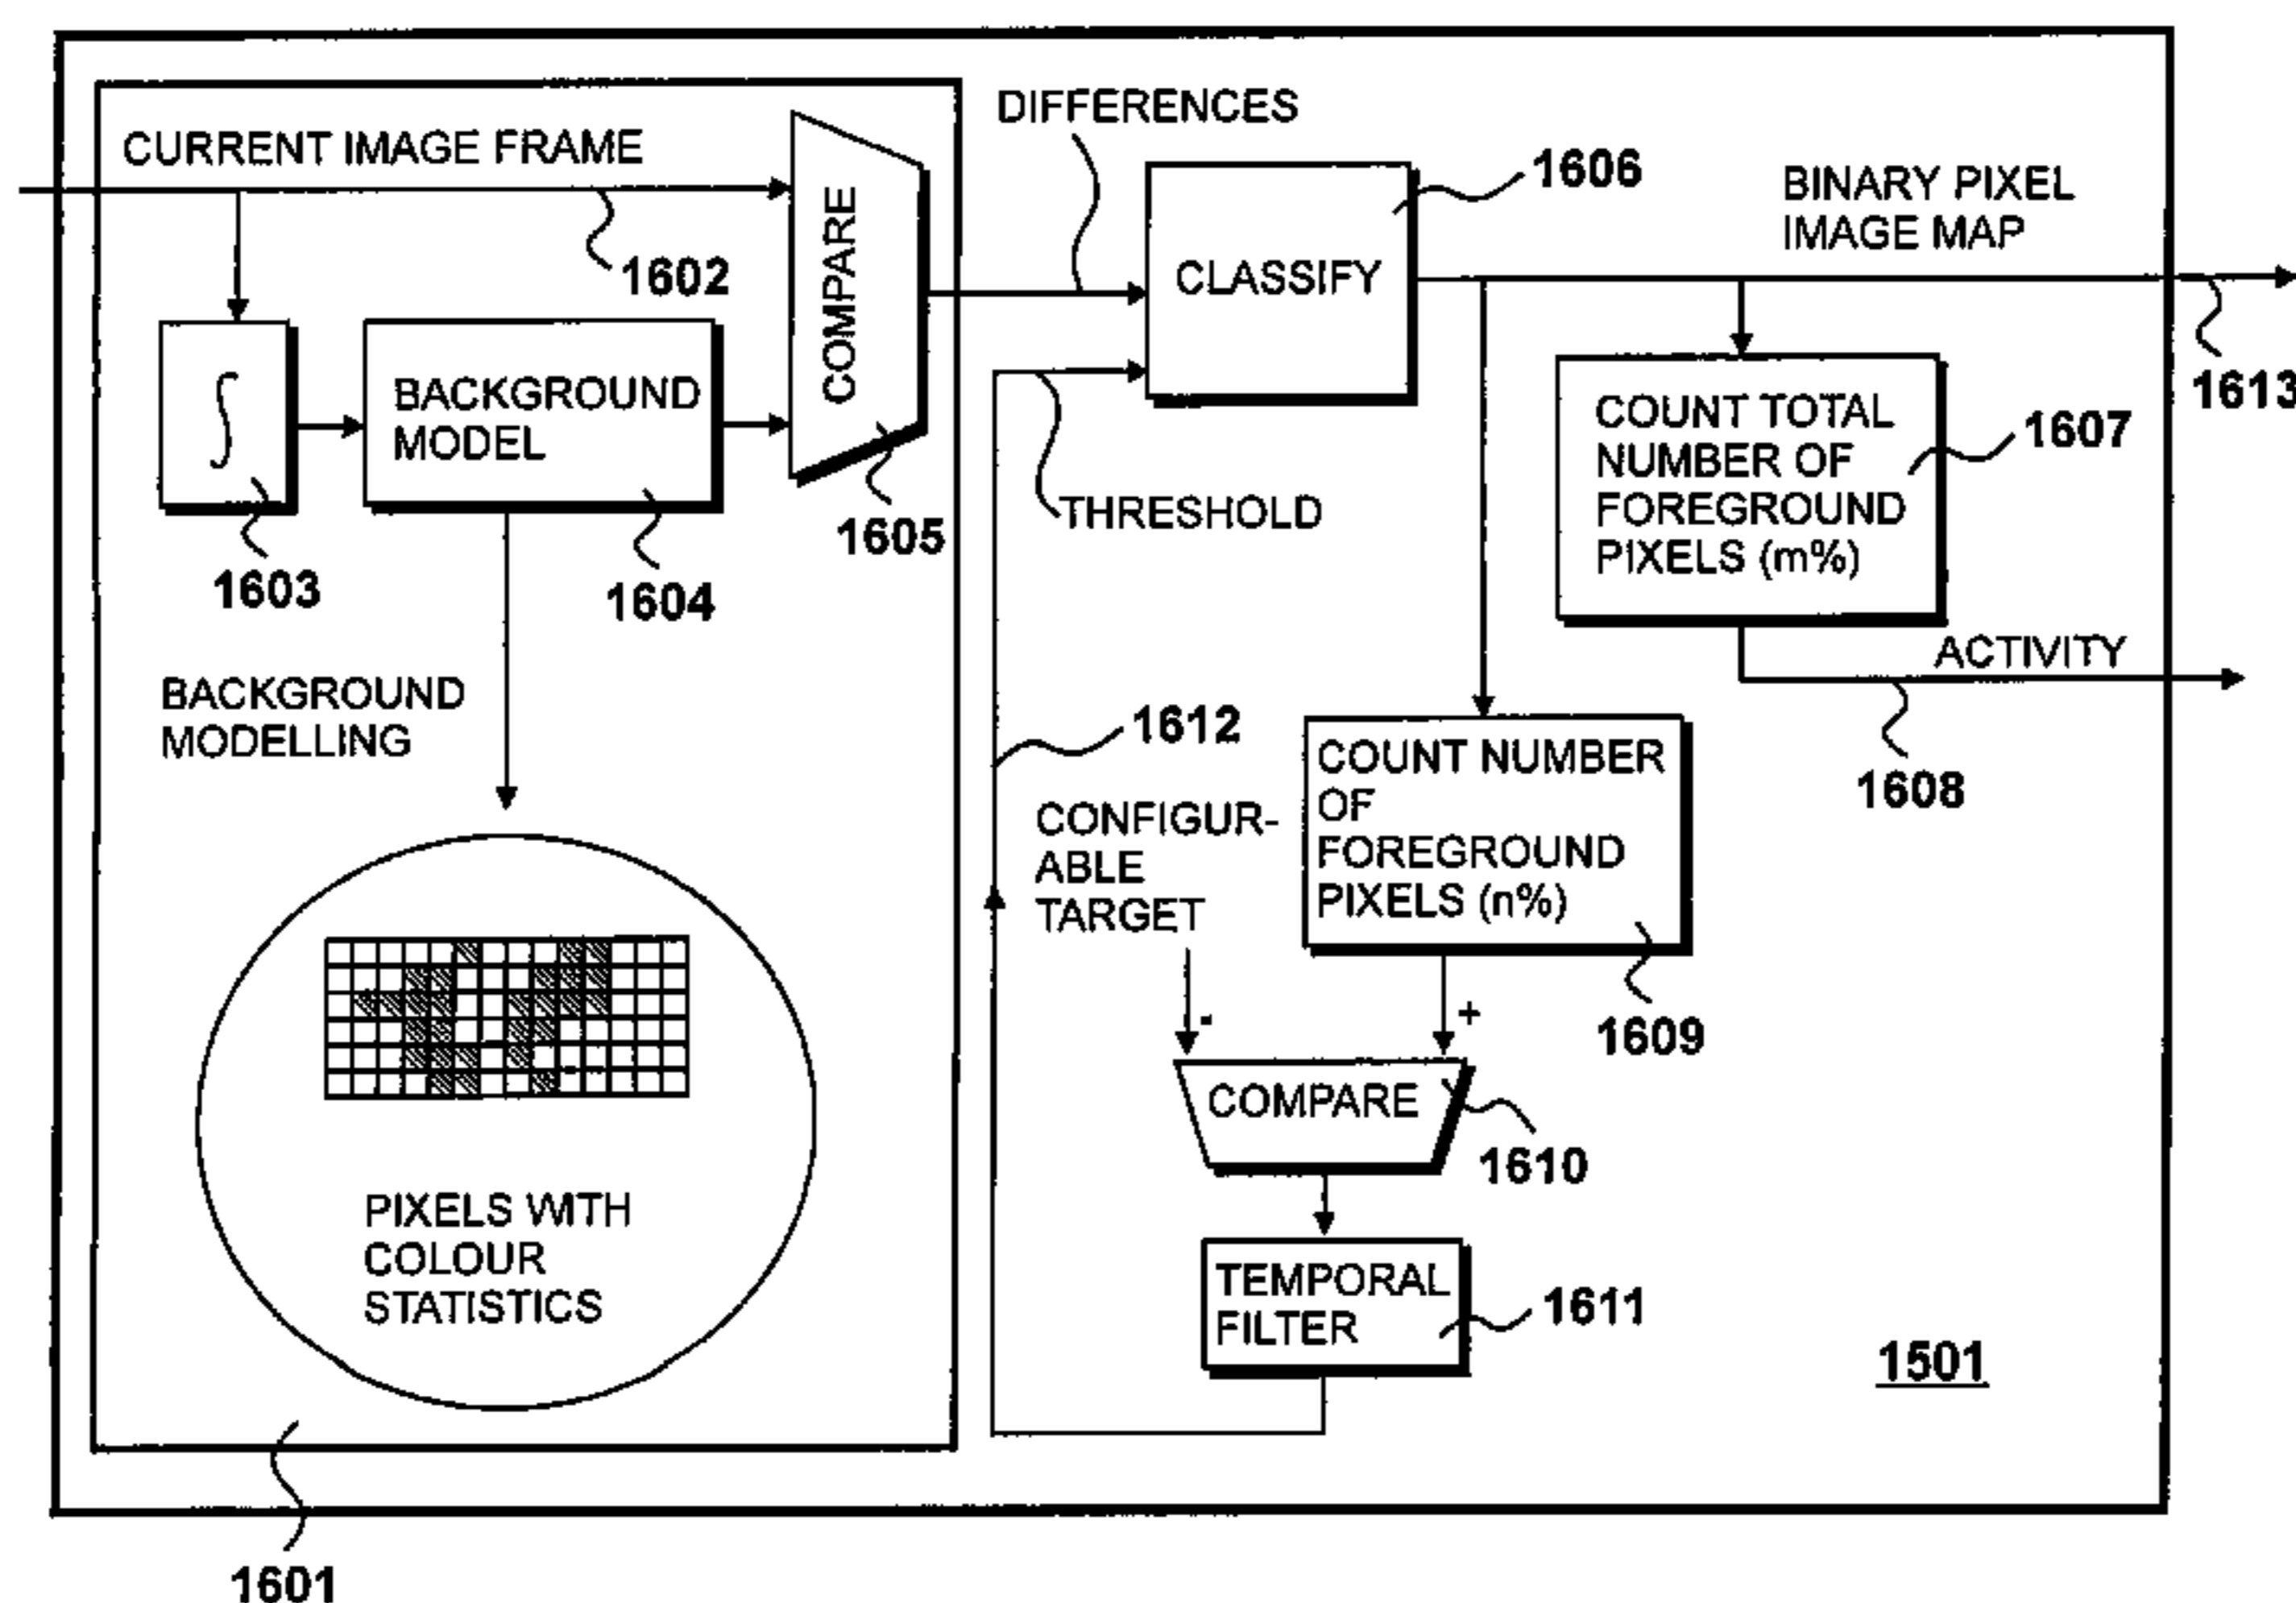 CURRENT IMAGE FRAME
1602
∫
1603
BACKGROUND
MODEL
1604
COMPARE
1605
DIFFERENCES
CLASSIFY
1606
BINARY PIXEL
IMAGE MAP
1613
THRESHOLD
COUNT TOTAL
NUMBER OF
FOREGROUND
PIXELS (m%)
1607
ACTIVITY
1608
BACKGROUND
MODELLING
1612
CONFIGUR-
ABLE
TARGET
COUNT NUMBER
OF
FOREGROUND
PIXELS (n%)
1609
-
+
COMPARE
1610
PIXELS WITH
COLOUR
STATISTICS
TEMPORAL
FILTER
1611
1501
1601